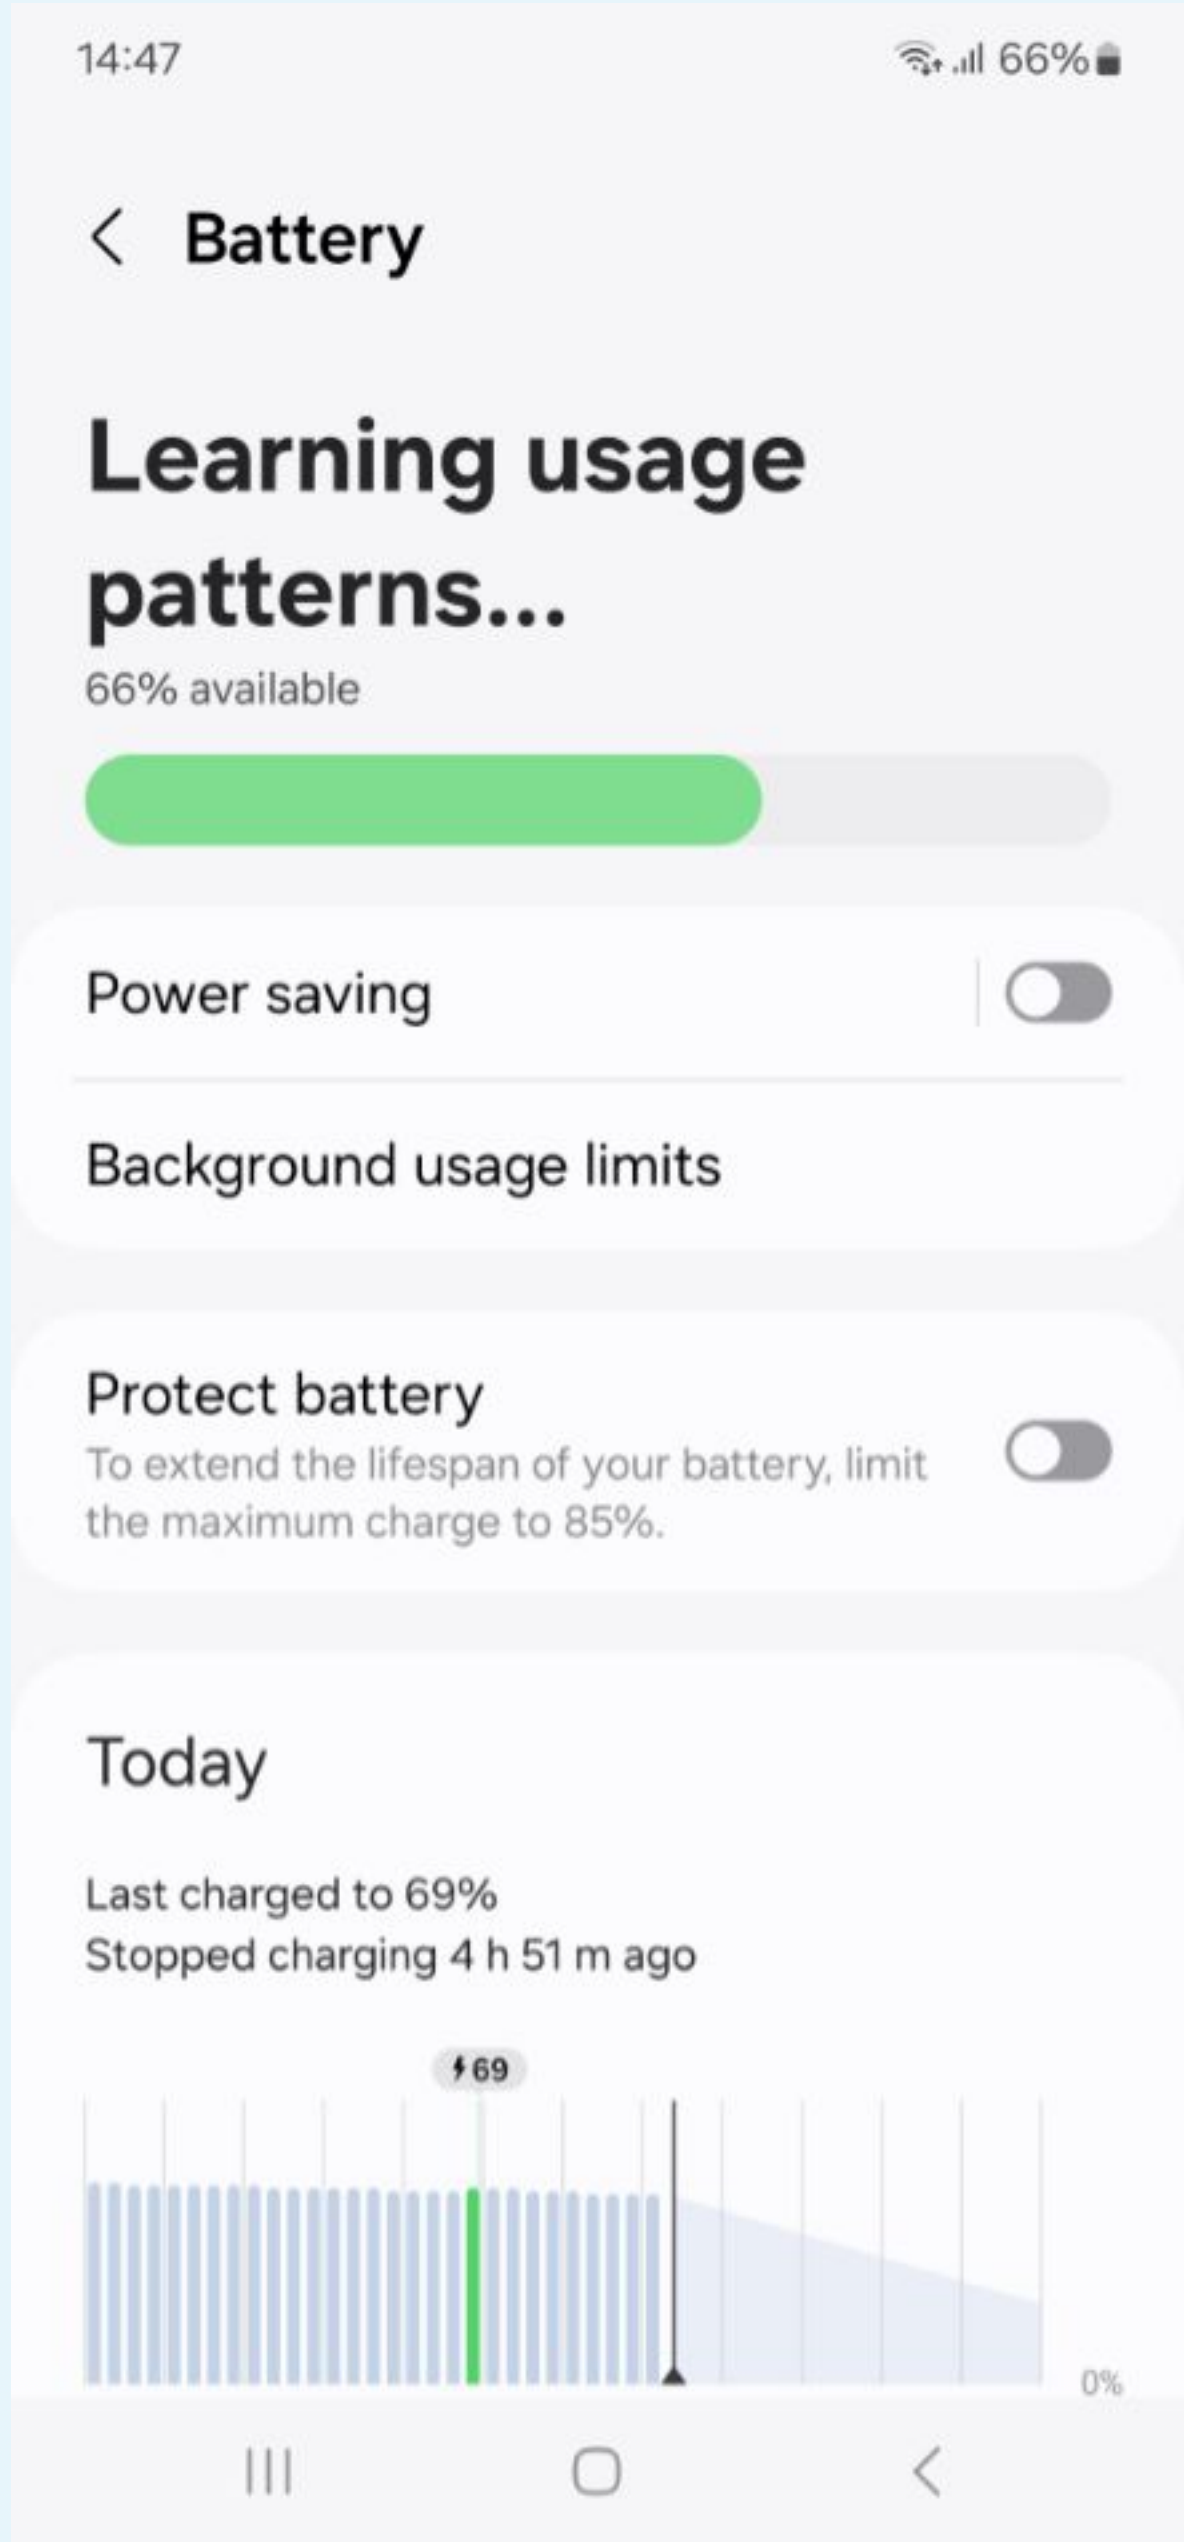 14:47
66%
Battery
Learning usage
patterns...
66% available
Power saving
Background usage limits
Protect battery
To extend the lifespan of your battery, limit
the maximum charge to 85%.
Today
Last charged to 69%
Stopped charging 4 h 51 m ago
69
0%